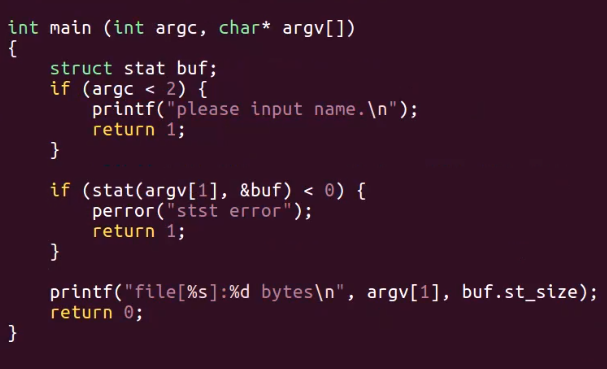 int main (int argc, char* argv[])
{
    struct stat buf;
    if (argc < 2) {
        printf("please input name.\n");
        return 1;
    }

    if (stat(argv[1], &buf) < 0) {
        perror("stst error");
        return 1;
    }

    printf("file[%s]:%d bytes\n", argv[1], buf.st_size);
    return 0;
}